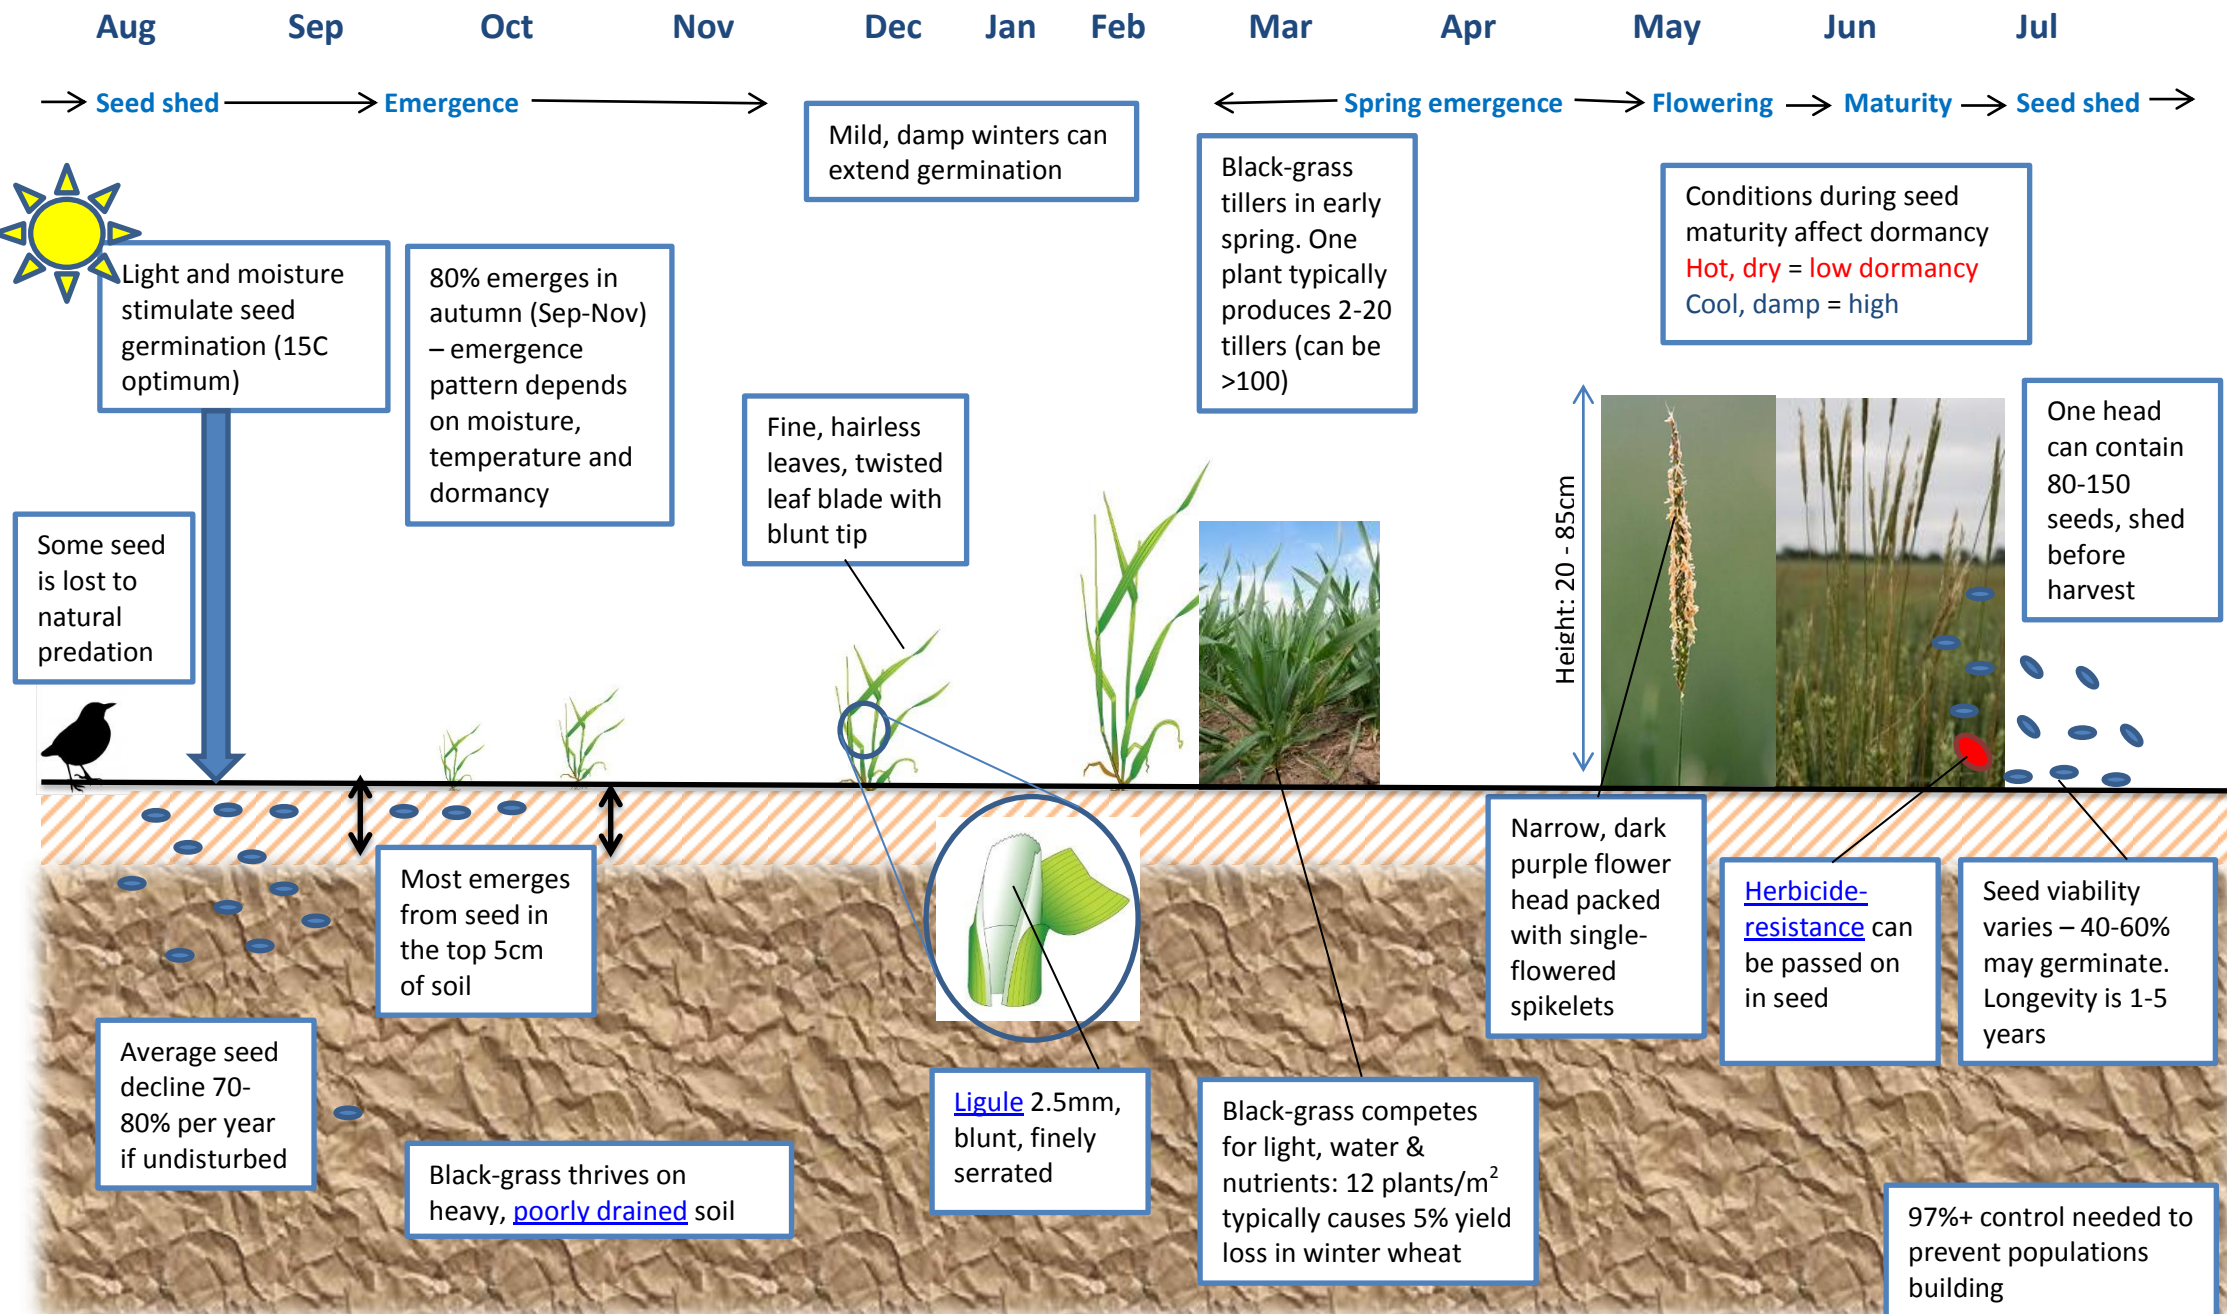 Aug Sep Oct Nov Dec Jan Feb Mar Apr May Jun Jul
Seed shed Emergence Spring emergence Flowering Maturity Seed shed
Mild, damp winters can
extend germination
Light and moisture
stimulate seed
germination (15C
optimum)
80% emerges in
autumn (Sep-Nov)
– emergence
pattern depends
on moisture,
temperature and
dormancy
Black-grass
tillers in early
spring. One
plant typically
produces 2-20
tillers (can be
>100)
Conditions during seed
maturity affect dormancy
Hot, dry = low dormancy
Cool, damp = high
Some seed
is lost to
natural
predation
Fine, hairless
leaves, twisted
leaf blade with
blunt tip
Height: 20 - 85cm
One head
can contain
80-150
seeds, shed
before
harvest
Most emerges
from seed in
the top 5cm
of soil
Narrow, dark
purple flower
head packed
with single-
flowered
spikelets
Herbicide-
resistance can
be passed on
in seed
Seed viability
varies – 40-60%
may germinate.
Longevity is 1-5
years
Average seed
decline 70-
80% per year
if undisturbed
Black-grass thrives on
heavy, poorly drained soil
Ligule 2.5mm,
blunt, finely
serrated
Black-grass competes
for light, water &
nutrients: 12 plants/m²
typically causes 5% yield
loss in winter wheat
97%+ control needed to
prevent populations
building